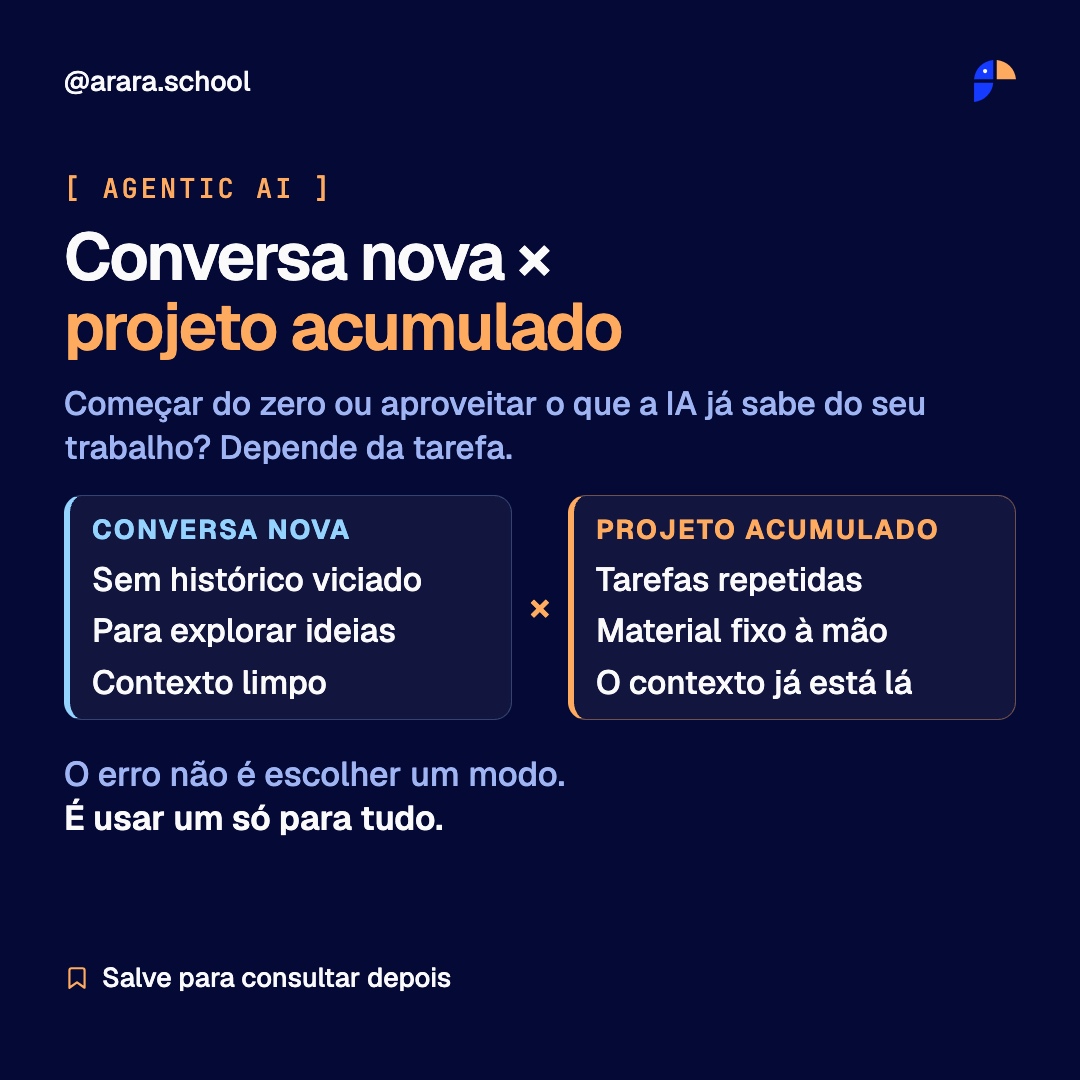 @arara.school
[ AGENTIC AI ]
Conversa nova ×
projeto acumulado
Começar do zero ou aproveitar o que a IA já sabe do seu
trabalho? Depende da tarefa.
CONVERSA NOVA
Sem histórico viciado
Para explorar ideias
Contexto limpo
×
PROJETO ACUMULADO
Tarefas repetidas
Material fixo à mão
O contexto já está lá
O erro não é escolher um modo.
É usar um só para tudo.
Salve para consultar depois